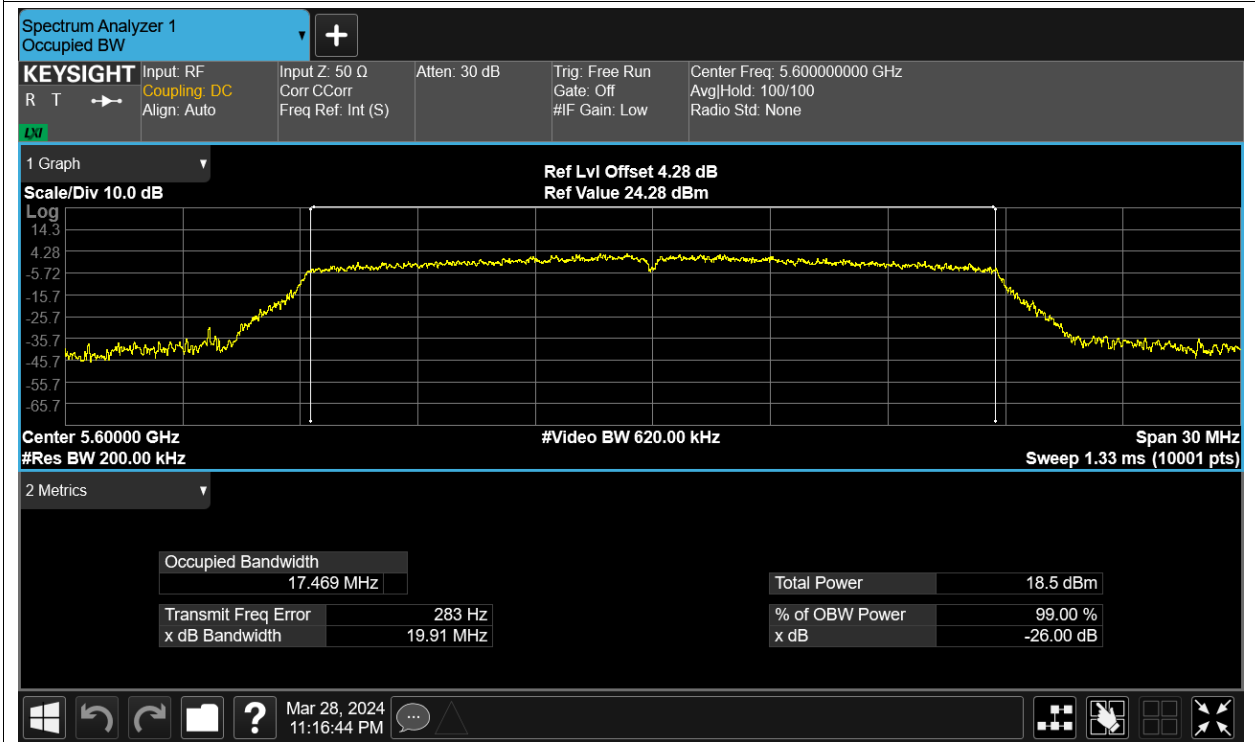 Spectrum Analyzer 1
Occupied BW
KEYSIGHT
R T
LXI
Input: RF
Coupling: DC
Align: Auto
Input Z: 50 Ω
Corr CCorr
Freq Ref: Int (S)
Atten: 30 dB
Trig: Free Run
Gate: Off
#IF Gain: Low
Center Freq: 5.600000000 GHz
Avg|Hold: 100/100
Radio Std: None
1 Graph
Scale/Div 10.0 dB
Ref Lvl Offset 4.28 dB
Ref Value 24.28 dBm
Log
14.3
4.28
-5.72
-15.7
-25.7
-35.7
-45.7
-55.7
-65.7
Center 5.60000 GHz
#Video BW 620.00 kHz
Span 30 MHz
#Res BW 200.00 kHz
Sweep 1.33 ms (10001 pts)
2 Metrics
Occupied Bandwidth
17.469 MHz
Total Power 18.5 dBm
Transmit Freq Error 283 Hz
% of OBW Power 99.00 %
x dB Bandwidth 19.91 MHz
x dB -26.00 dB
?
Mar 28, 2024
11:16:44 PM